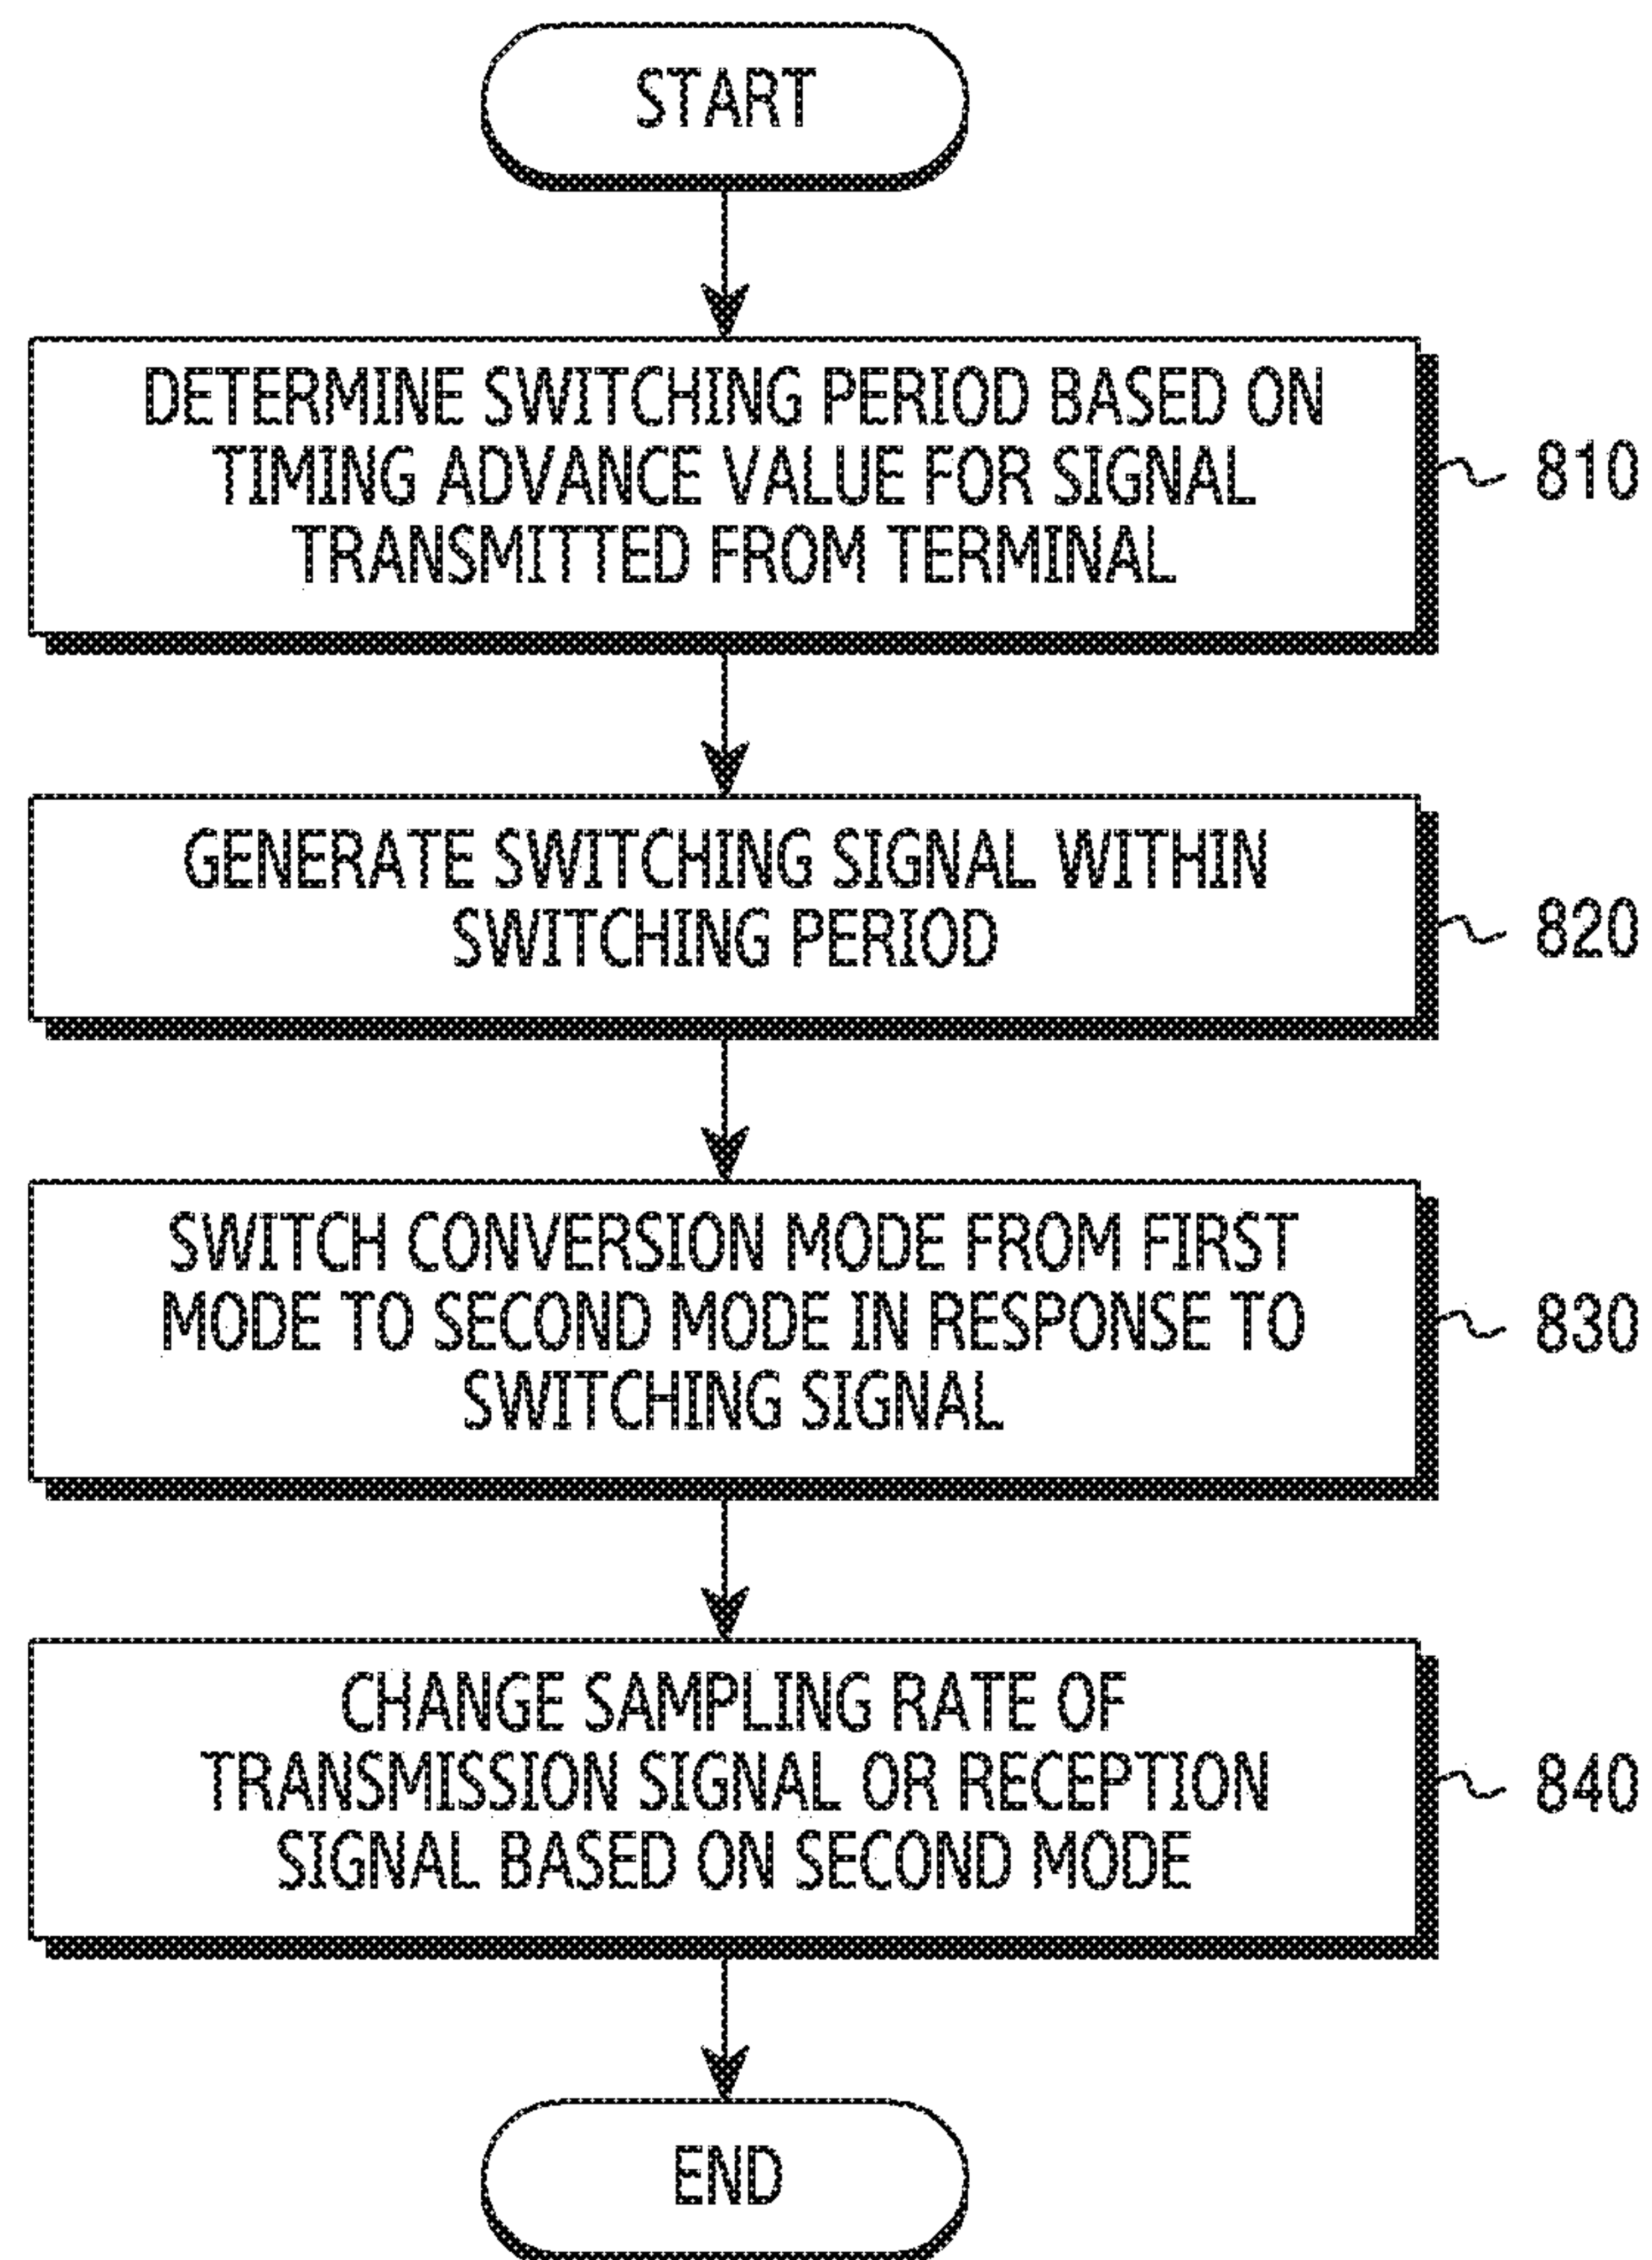 START
DETERMINE SWITCHING PERIOD BASED ON
TIMING ADVANCE VALUE FOR SIGNAL
TRANSMITTED FROM TERMINAL
810
GENERATE SWITCHING SIGNAL WITHIN
SWITCHING PERIOD
820
SWITCH CONVERSION MODE FROM FIRST
MODE TO SECOND MODE IN RESPONSE TO
SWITCHING SIGNAL
830
CHANGE SAMPLING RATE OF
TRANSMISSION SIGNAL OR RECEPTION
SIGNAL BASED ON SECOND MODE
840
END